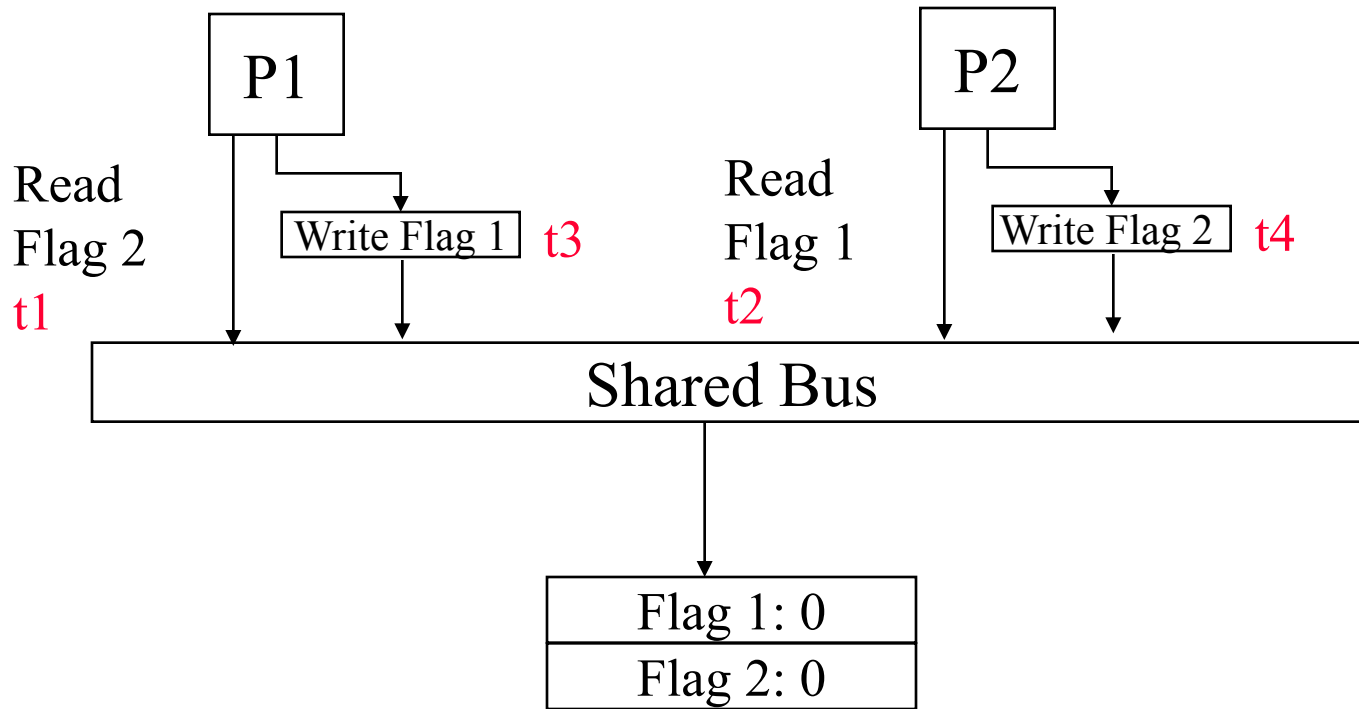 P1
P2
Read
Flag 2
t1
Write Flag 1
t3
Read
Flag 1
t2
Write Flag 2
t4
Shared Bus
Flag 1: 0
Flag 2: 0